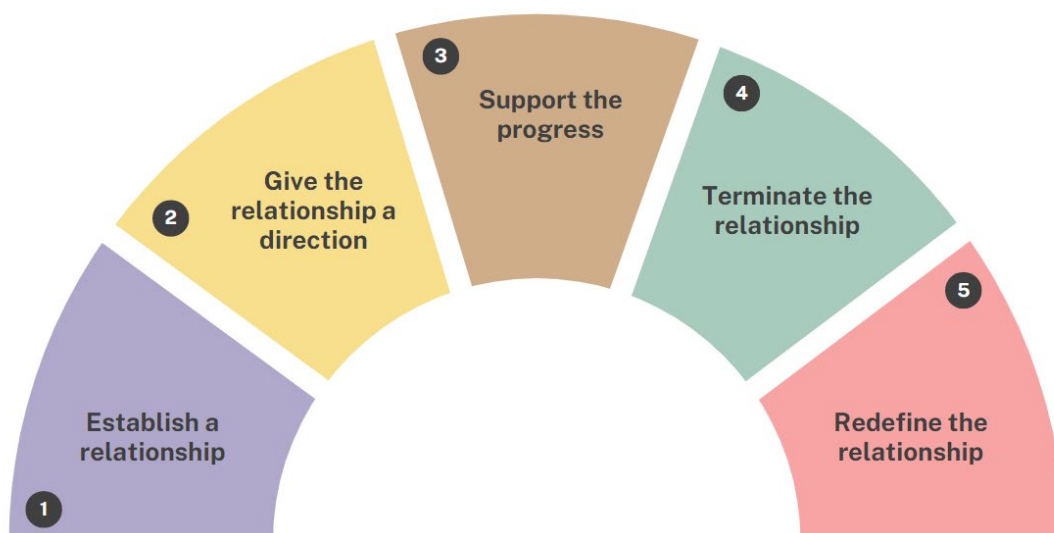 1
Establish a
relationship
2
Give the
relationship a
direction
3
Support the
progress
4
Terminate the
relationship
5
Redefine the
relationship